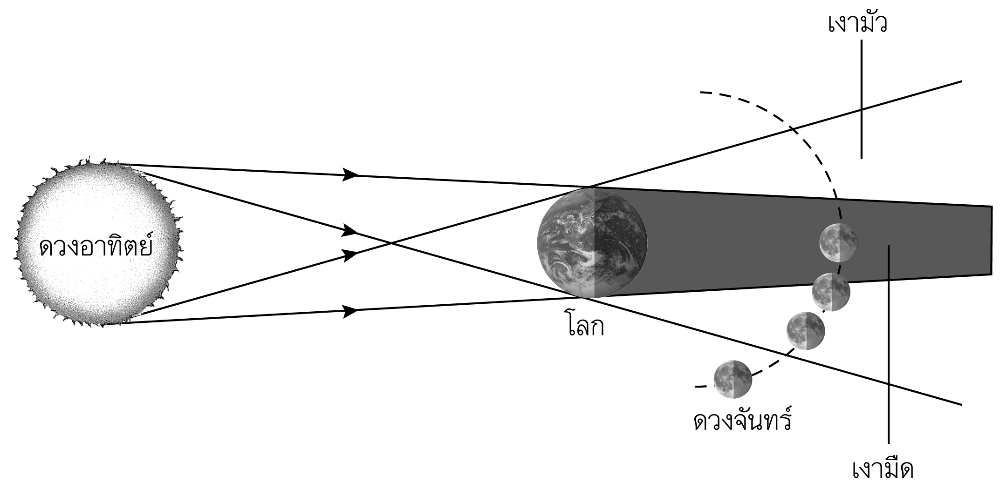 เงามัว
ดวงอาทิตย์
โลก
ดวงจันทร์
เงามืด